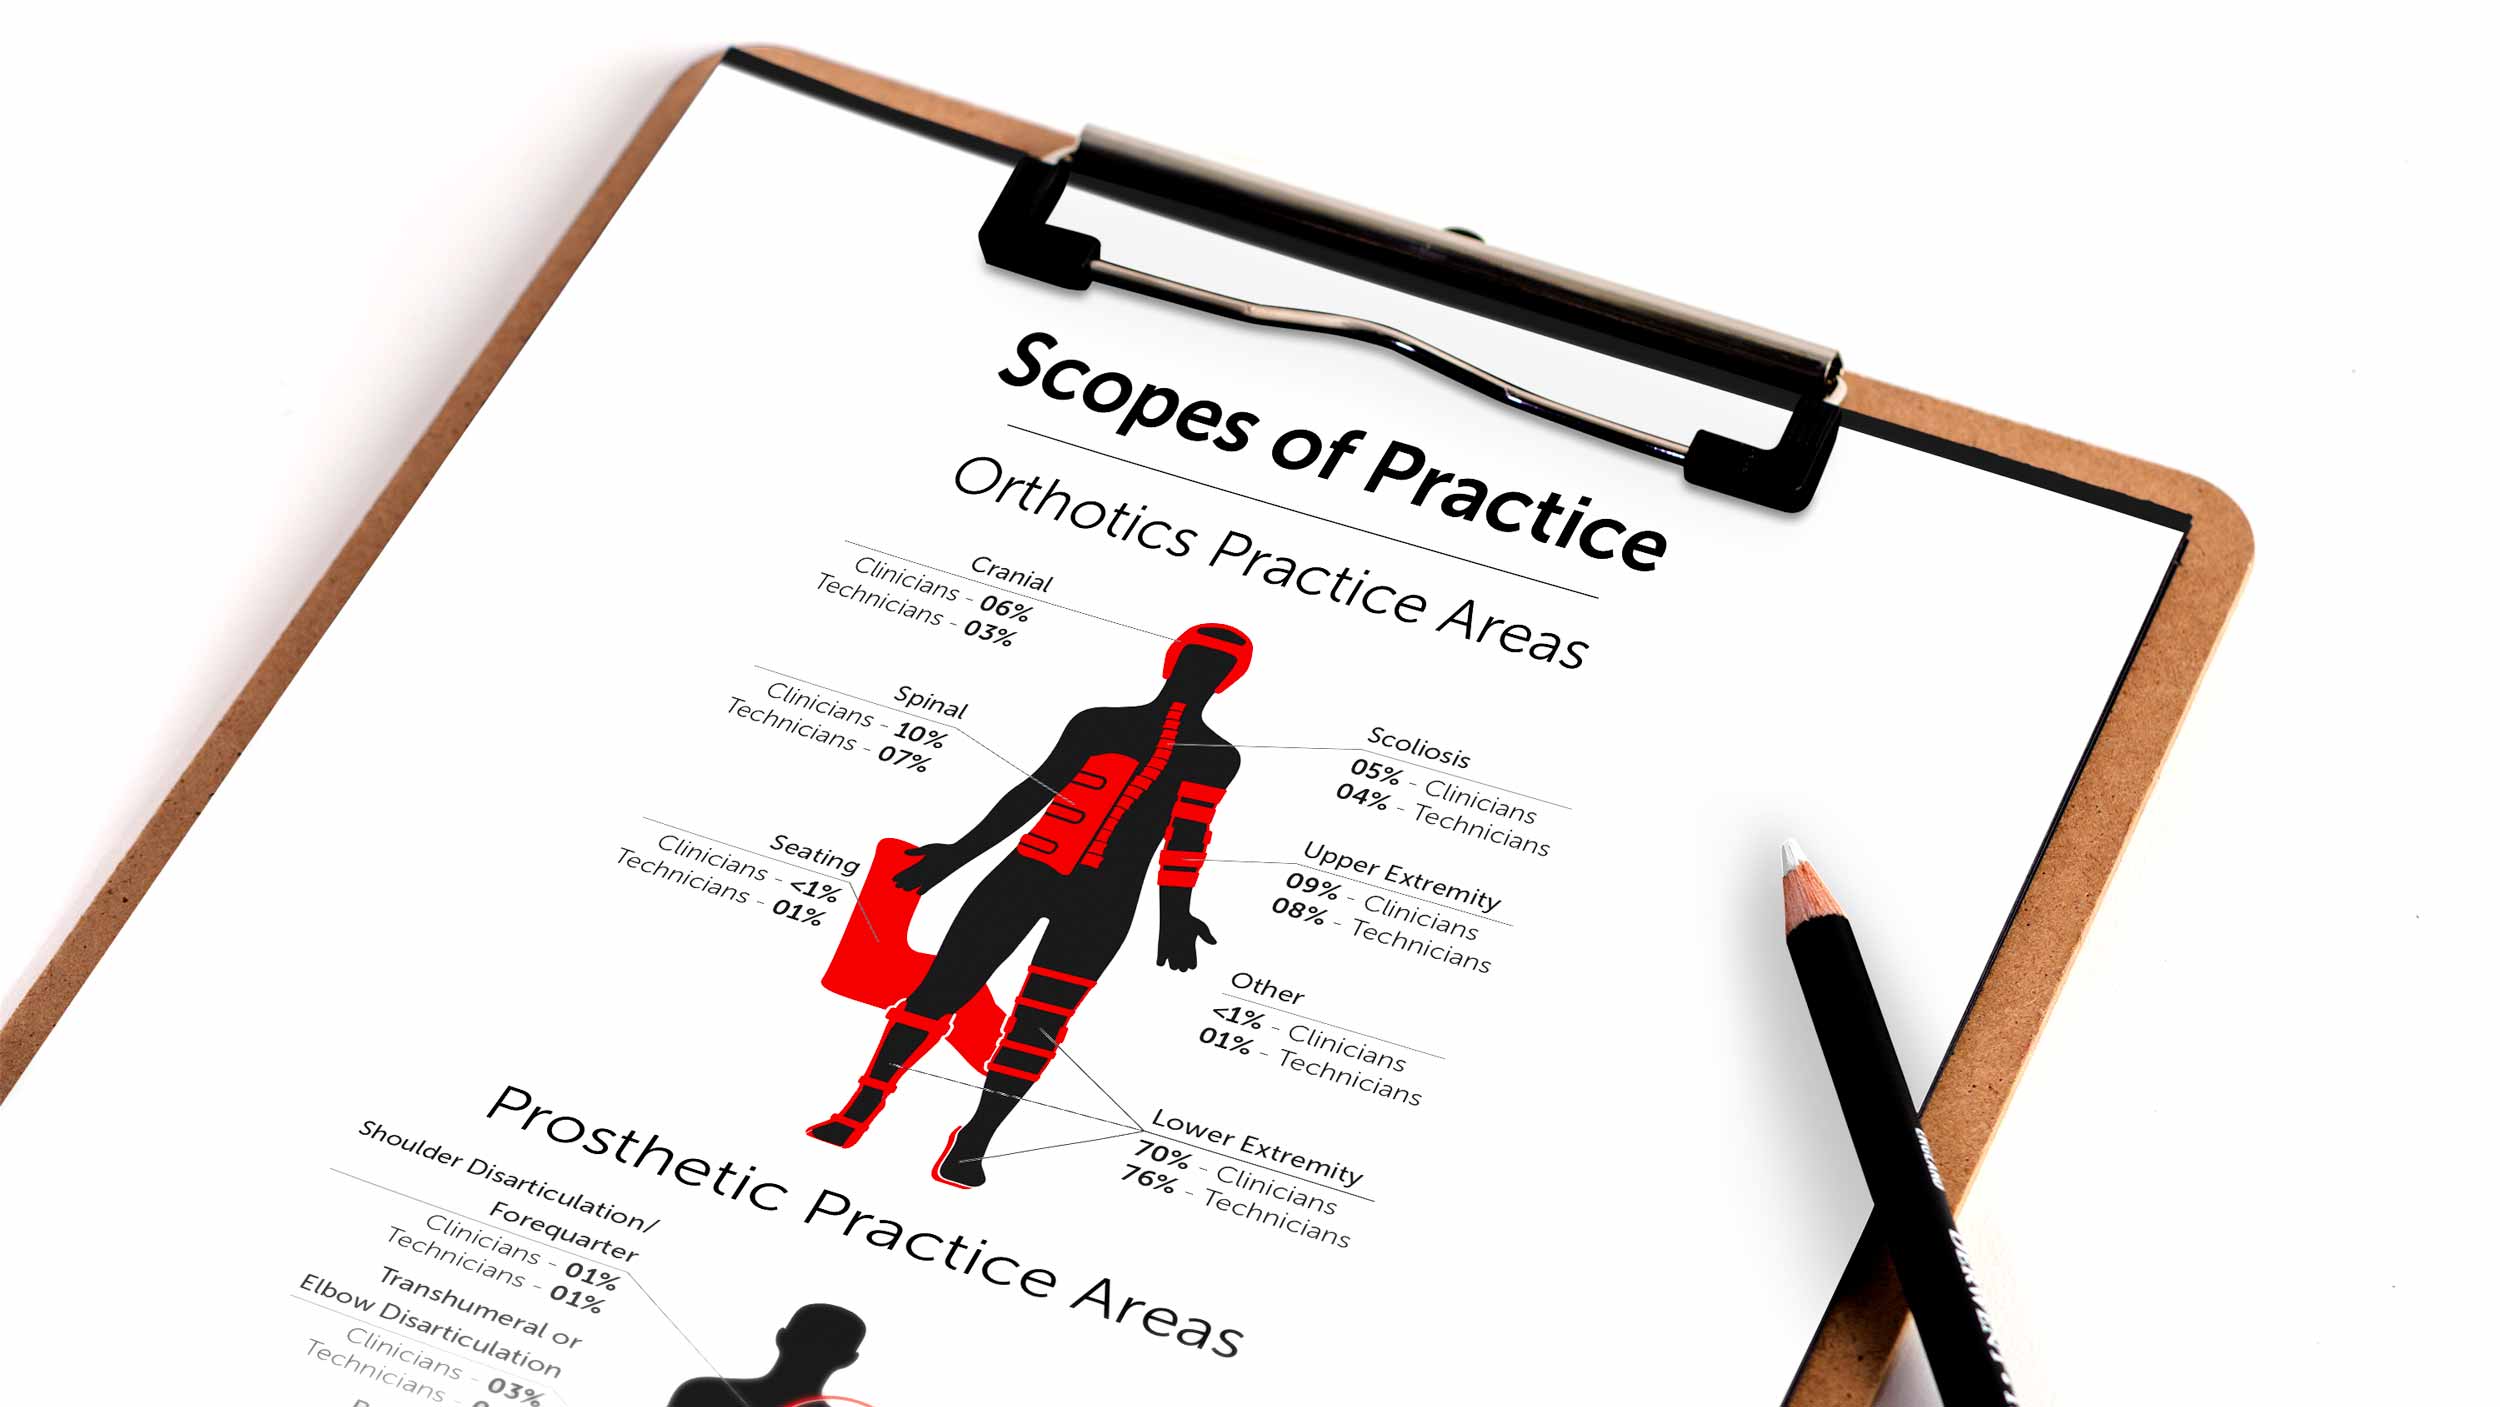 Scopes of Practice
Orthotics Practice Areas
Cranial
Clinicians - 06%
Technicians - 03%
Spinal
Clinicians - 10%
Technicians - 07%
Seating
Clinicians - <1%
Technicians - 01%
Scoliosis
05% - Clinicians
04% - Technicians
Upper Extremity
09% - Clinicians
08% - Technicians
Other
<1% - Clinicians
01% - Technicians
Lower Extremity
70% - Clinicians
76% - Technicians
Prosthetic Practice Areas
Shoulder Disarticulation/
Forequarter
Clinicians - 01%
Technicians - 01%
Transhumeral or
Elbow Disarticulation
Clinicians - 03%
Technicians -